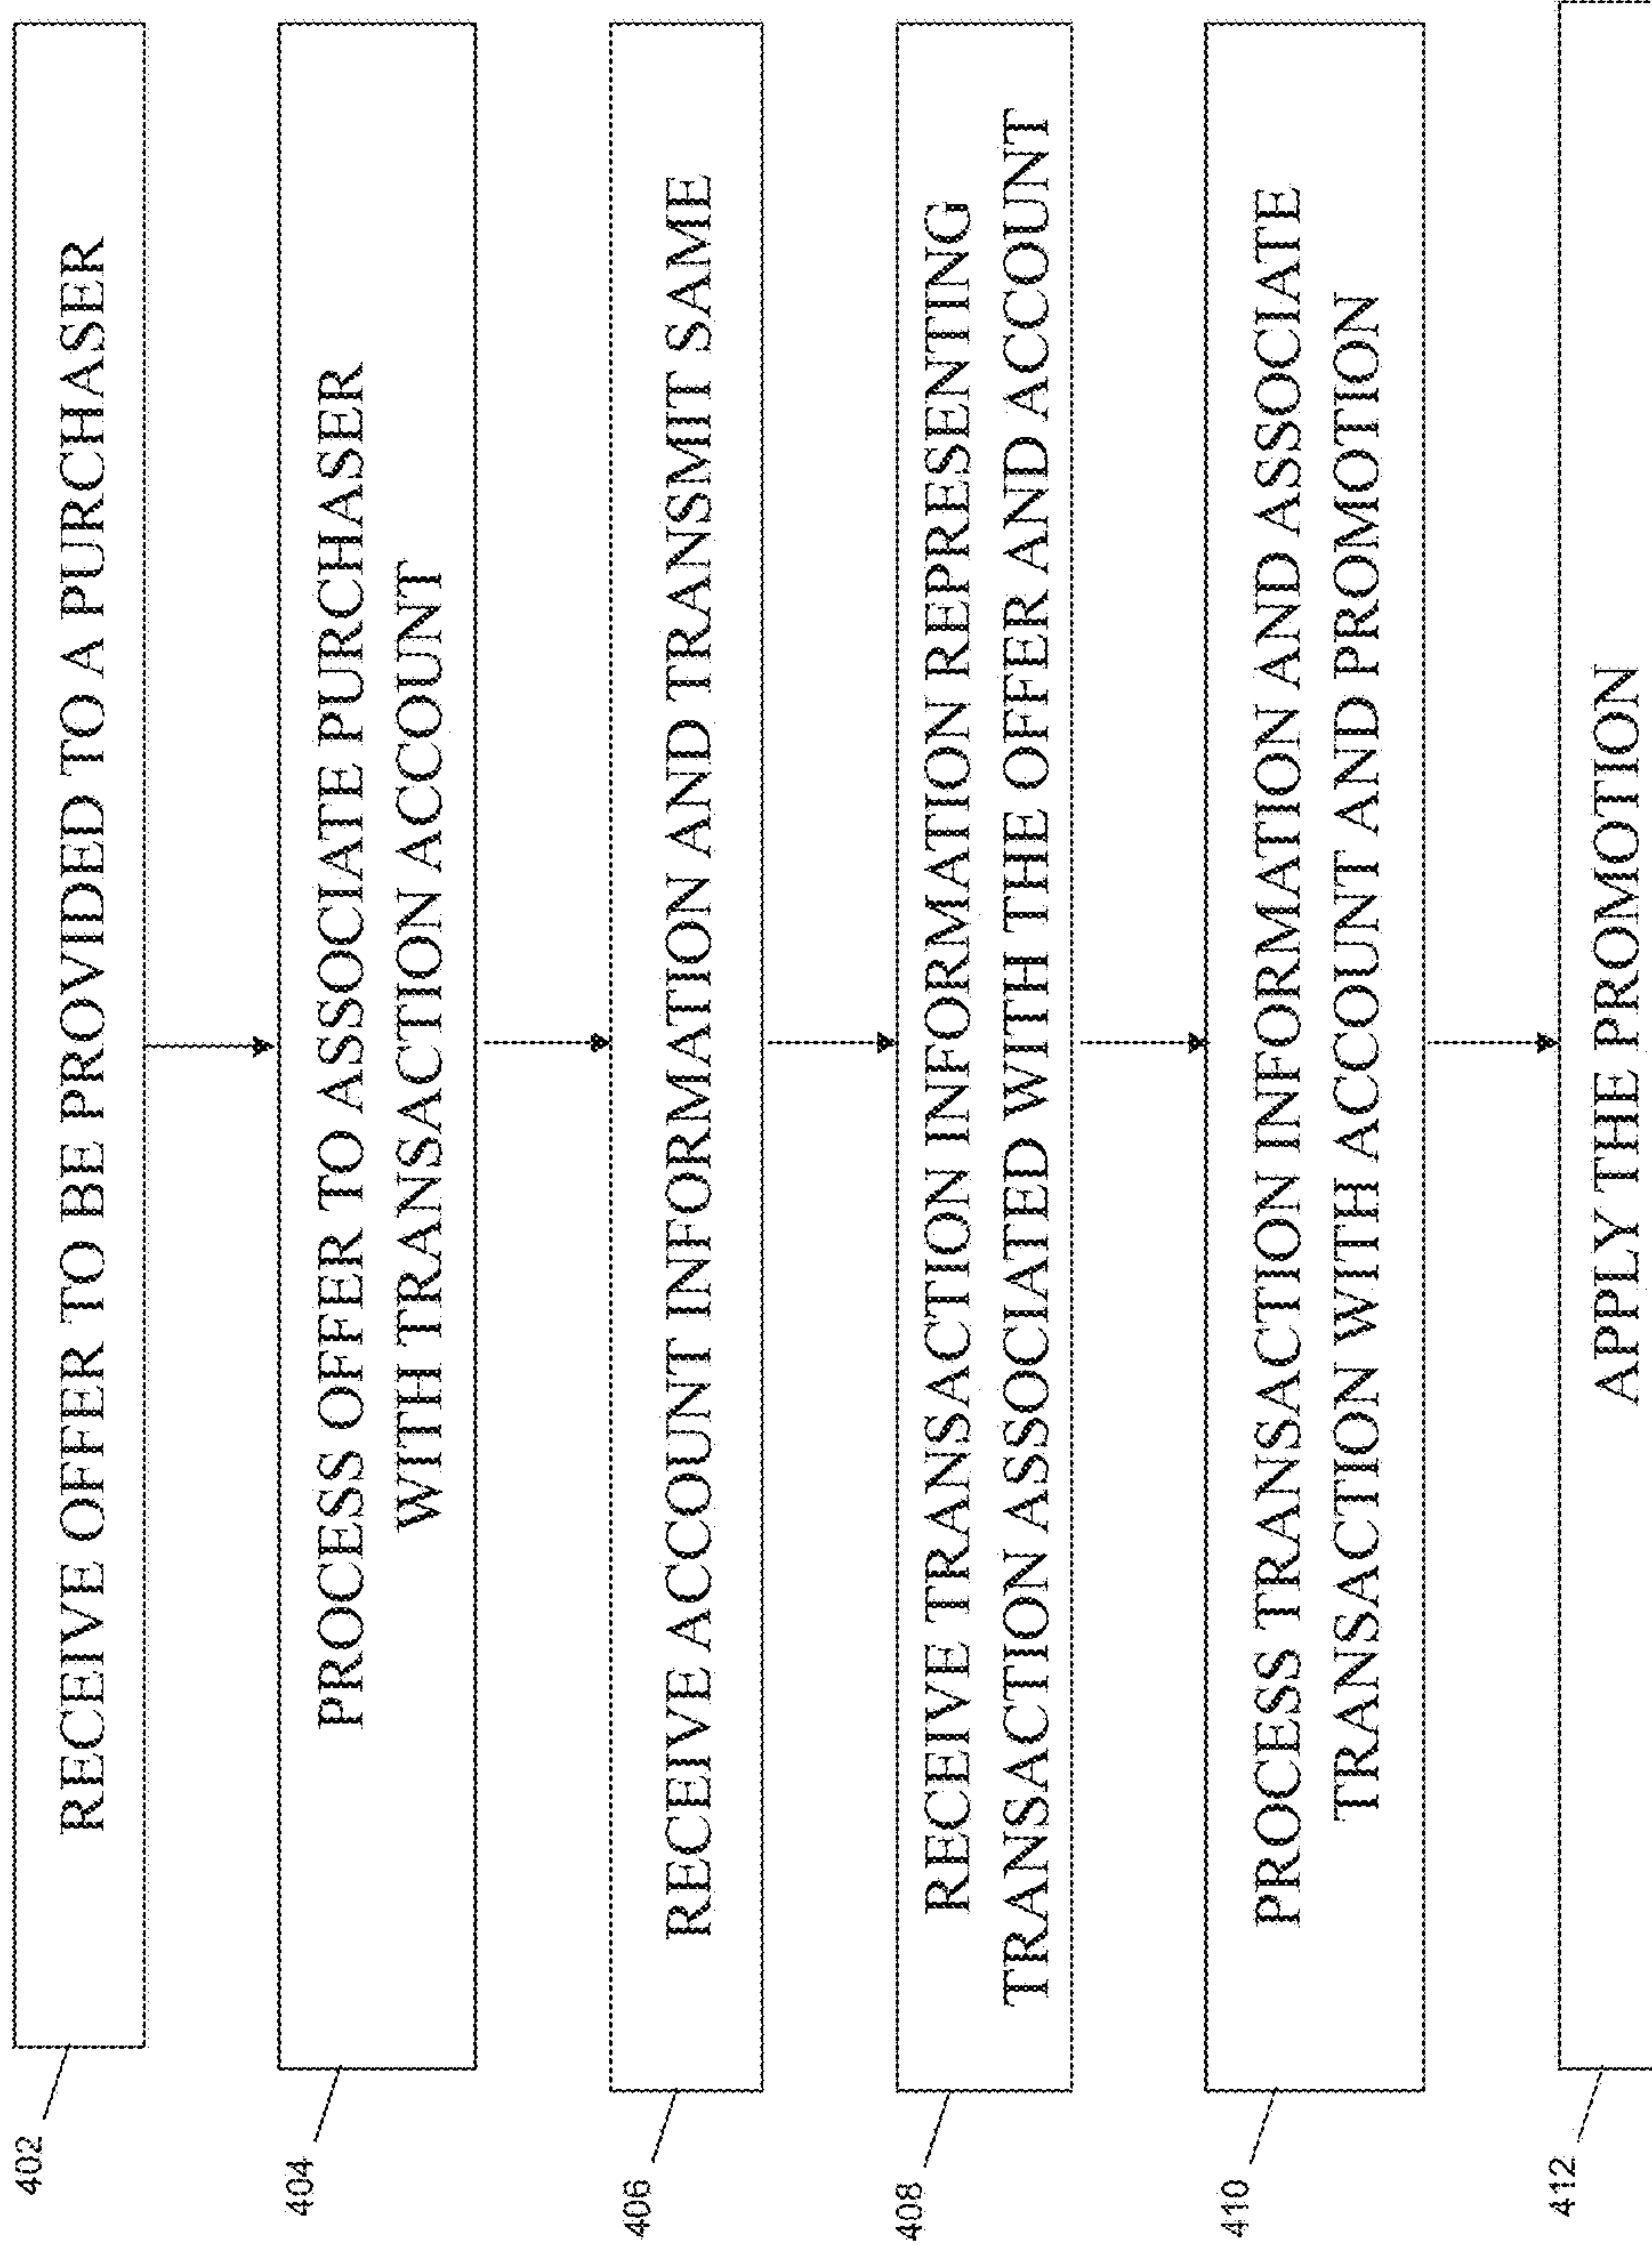 402
RECEIVE OFFER TO BE PROVIDED TO A PURCHASER
404
PROCESS OFFER TO ASSOCIATE PURCHASER
WITH TRANSACTION ACCOUNT
406
RECEIVE ACCOUNT INFORMATION AND TRANSMIT SAME
408
RECEIVE TRANSACTION INFORMATION REPRESENTING
TRANSACTION ASSOCIATED WITH THE OFFER AND ACCOUNT
410
PROCESS TRANSACTION INFORMATION AND ASSOCIATE
TRANSACTION WITH ACCOUNT AND PROMOTION
412
APPLY THE PROMOTION